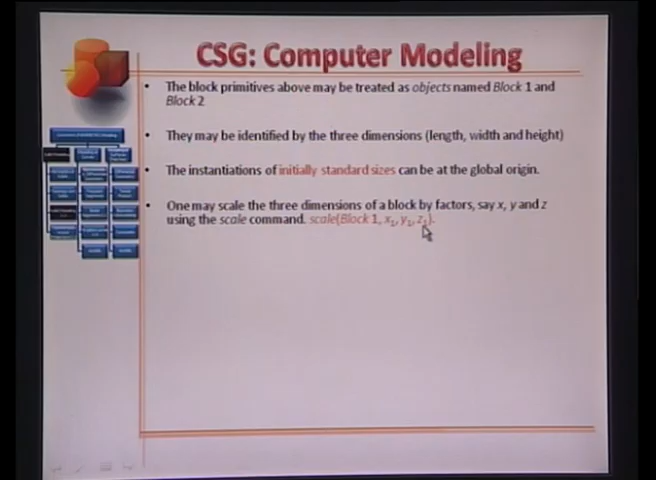 CSG: Computer Modeling
• The block primitives above may be treated as objects named Block 1 and
Block 2
• They may be identified by the three dimensions (length, width and height)
• The instantiations of initially standard sizes can be at the global origin.
• One may scale the three dimensions of a block by factors, say x, y and z
using the scale command. scale(Block 1, x₁, y₁, z₁).